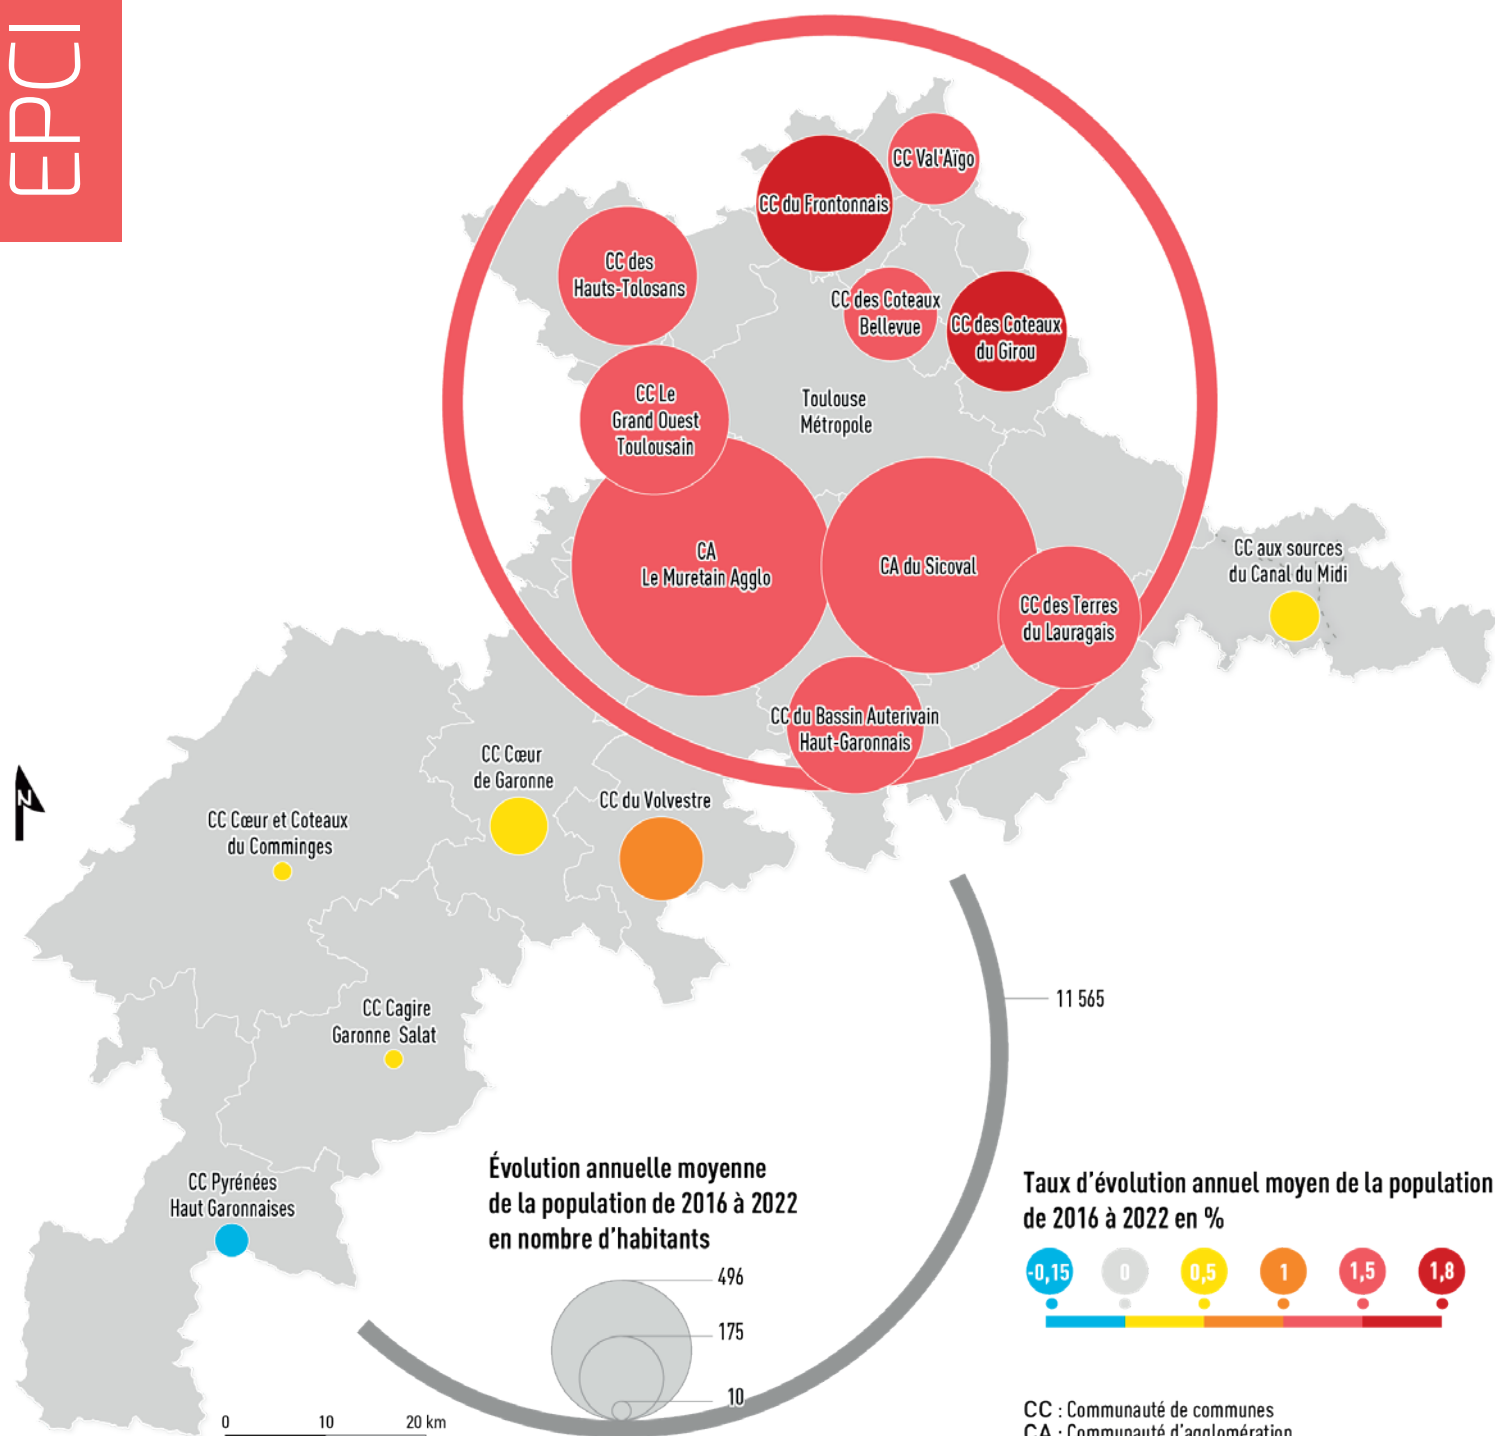 EPCI
CC Val'Aïgo
CC du Frontonnais
CC des
Hauts-Tolosans
CC des Coteaux
Bellevue
CC des Coteaux
du Girou
CC Le
Grand Ouest
Toulousain
Toulouse
Métropole
CA
Le Muretain Agglo
CA du Sicoval
CC aux sources
du Canal du Midi
CC des Terres
du Lauragais
CC du Bassin Auterivain
Haut-Garonnais
CC Cœur
de Garonne
CC du Volvestre
CC Cœur et Coteaux
du Comminges
N
CC Cagire
Garonne Salat
11 565
CC Pyrénées
Haut Garonnaises
Évolution annuelle moyenne
de la population de 2016 à 2022
en nombre d'habitants
496
175
10
0 10 20 km
Taux d'évolution annuel moyen de la population
de 2016 à 2022 en %
-0,15 0 0,5 1 1,5 1,8
CC : Communauté de communes
CA : Communauté d'agglomération